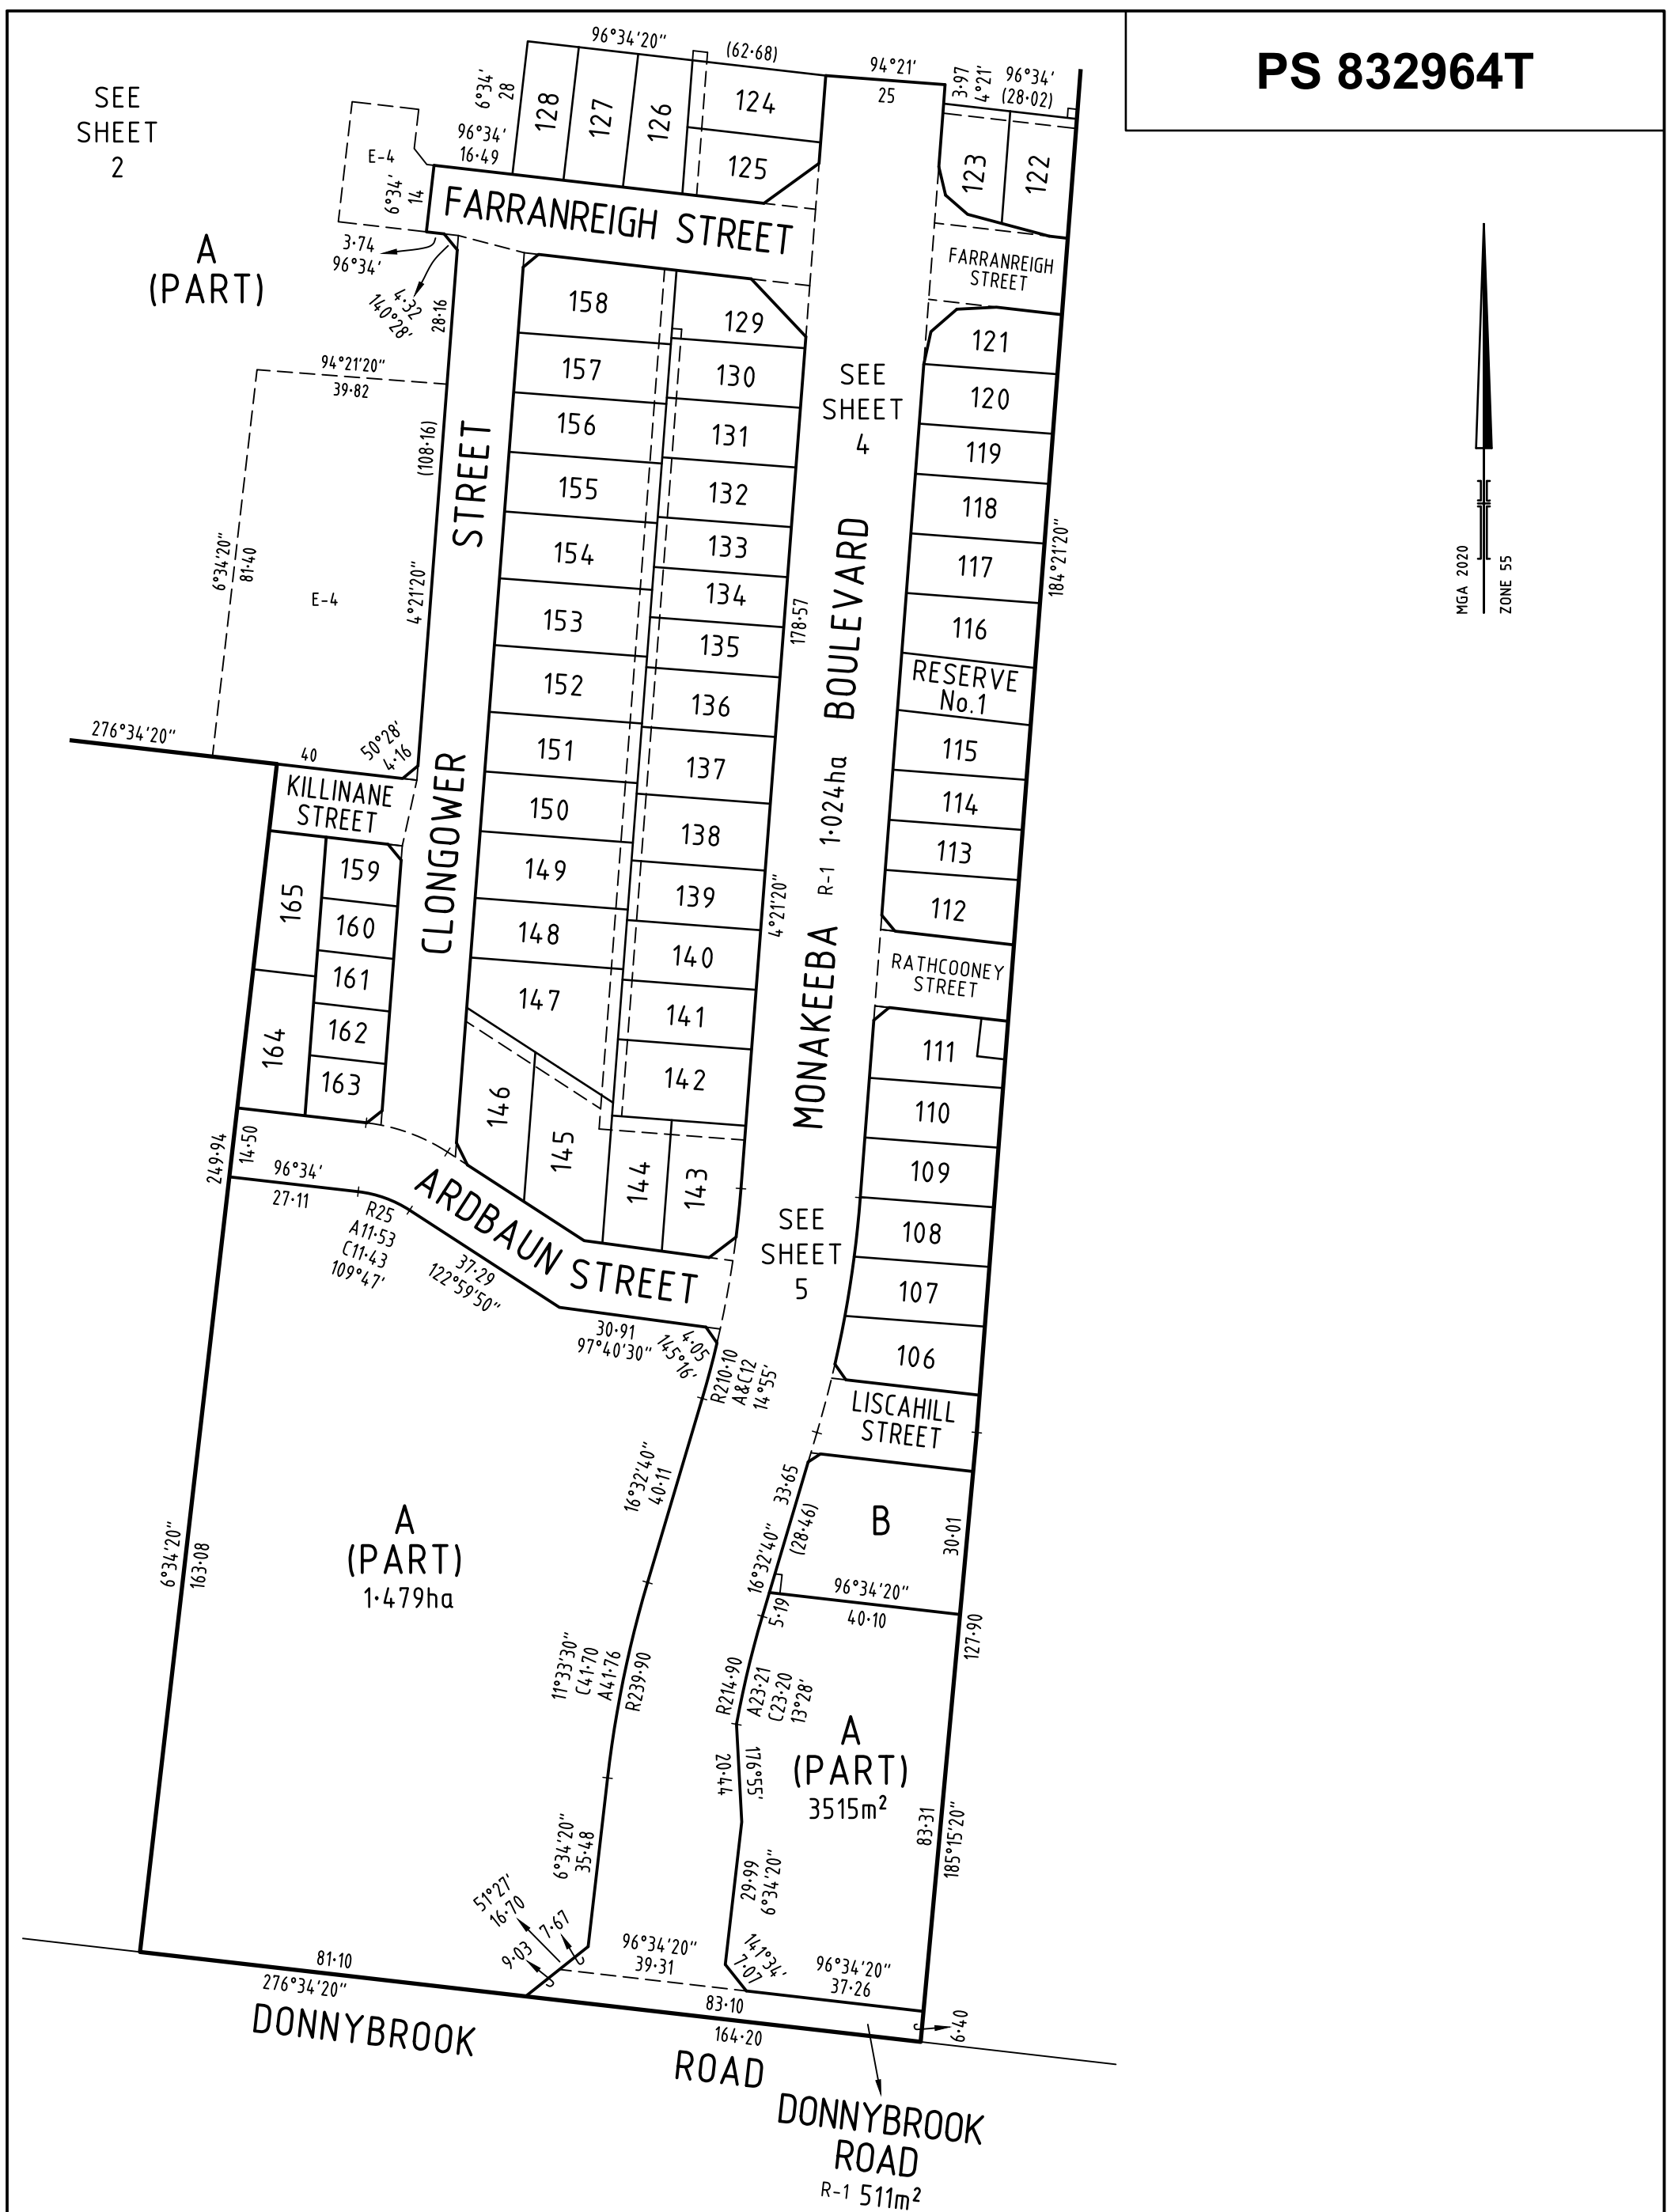 PS 832964T
SEE
SHEET
2
A
(PART)
96°34'20"
(62·68)
94°21'
25
3·97
4°21'
96°34'
(28·02)
6°34'
28
96°34'
16·49
128
127
126
124
125
123
122
E-4
6°34'
14
FARRANREIGH STREET
FARRANREIGH
STREET
3·74
96°34'
4·32
140°28'
28·16
94°21'20"
39·82
(108·16)
4°21'20"
6°34'20"
81·40
E-4
276°34'20"
40
50°28'
4·16
KILLINANE
STREET
CLONGOWER STREET
158
157
156
155
154
153
152
151
150
149
148
147
146
145
144
143
129
130
131
132
133
134
135
136
137
138
139
140
141
142
SEE
SHEET
4
178·57
4°21'20"
MONAKEEBA BOULEVARD
R-1 1·024ha
121
120
119
118
117
116
RESERVE
No.1
115
114
113
112
184°21'20"
RATHCOONEY
STREET
111
110
109
108
107
106
LISCAHILL
STREET
MGA 2020
ZONE 55
165
164
159
160
161
162
163
249·94
14·50
96°34'
27·11
R25
A11·53
C11·43
109°47'
ARDBAUN STREET
37·29
122°59'50"
30·91
97°40'30"
4·05
145°16'
SEE
SHEET
5
R210·10
A&C12
14°55'
16°32'40"
40·11
33·65
(28·46)
16°32'40"
5·19
B
30·01
96°34'20"
40·10
127·90
A
(PART)
1·479ha
6°34'20"
163·08
11°33'30"
C41·70
A41·76
R239·90
R214·90
A23·21
C23·20
13°28'
176°55'
20·44
A
(PART)
3515m²
83·31
185°15'20"
6°34'20"
35·48
29·99
6°34'20"
51°27'
16·70
7·67
9·03
96°34'20"
39·31
141°34'
7·07
96°34'20"
37·26
81·10
276°34'20"
83·10
164·20
6·40
DONNYBROOK ROAD
DONNYBROOK
ROAD
R-1 511m²